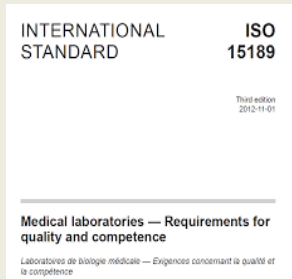 INTERNATIONAL STANDARD
ISO 15189
Third edition
2012-11-01
Medical laboratories — Requirements for
quality and competence
Laboratoires de biologie médicale — Exigences concernant la qualité et
la compétence